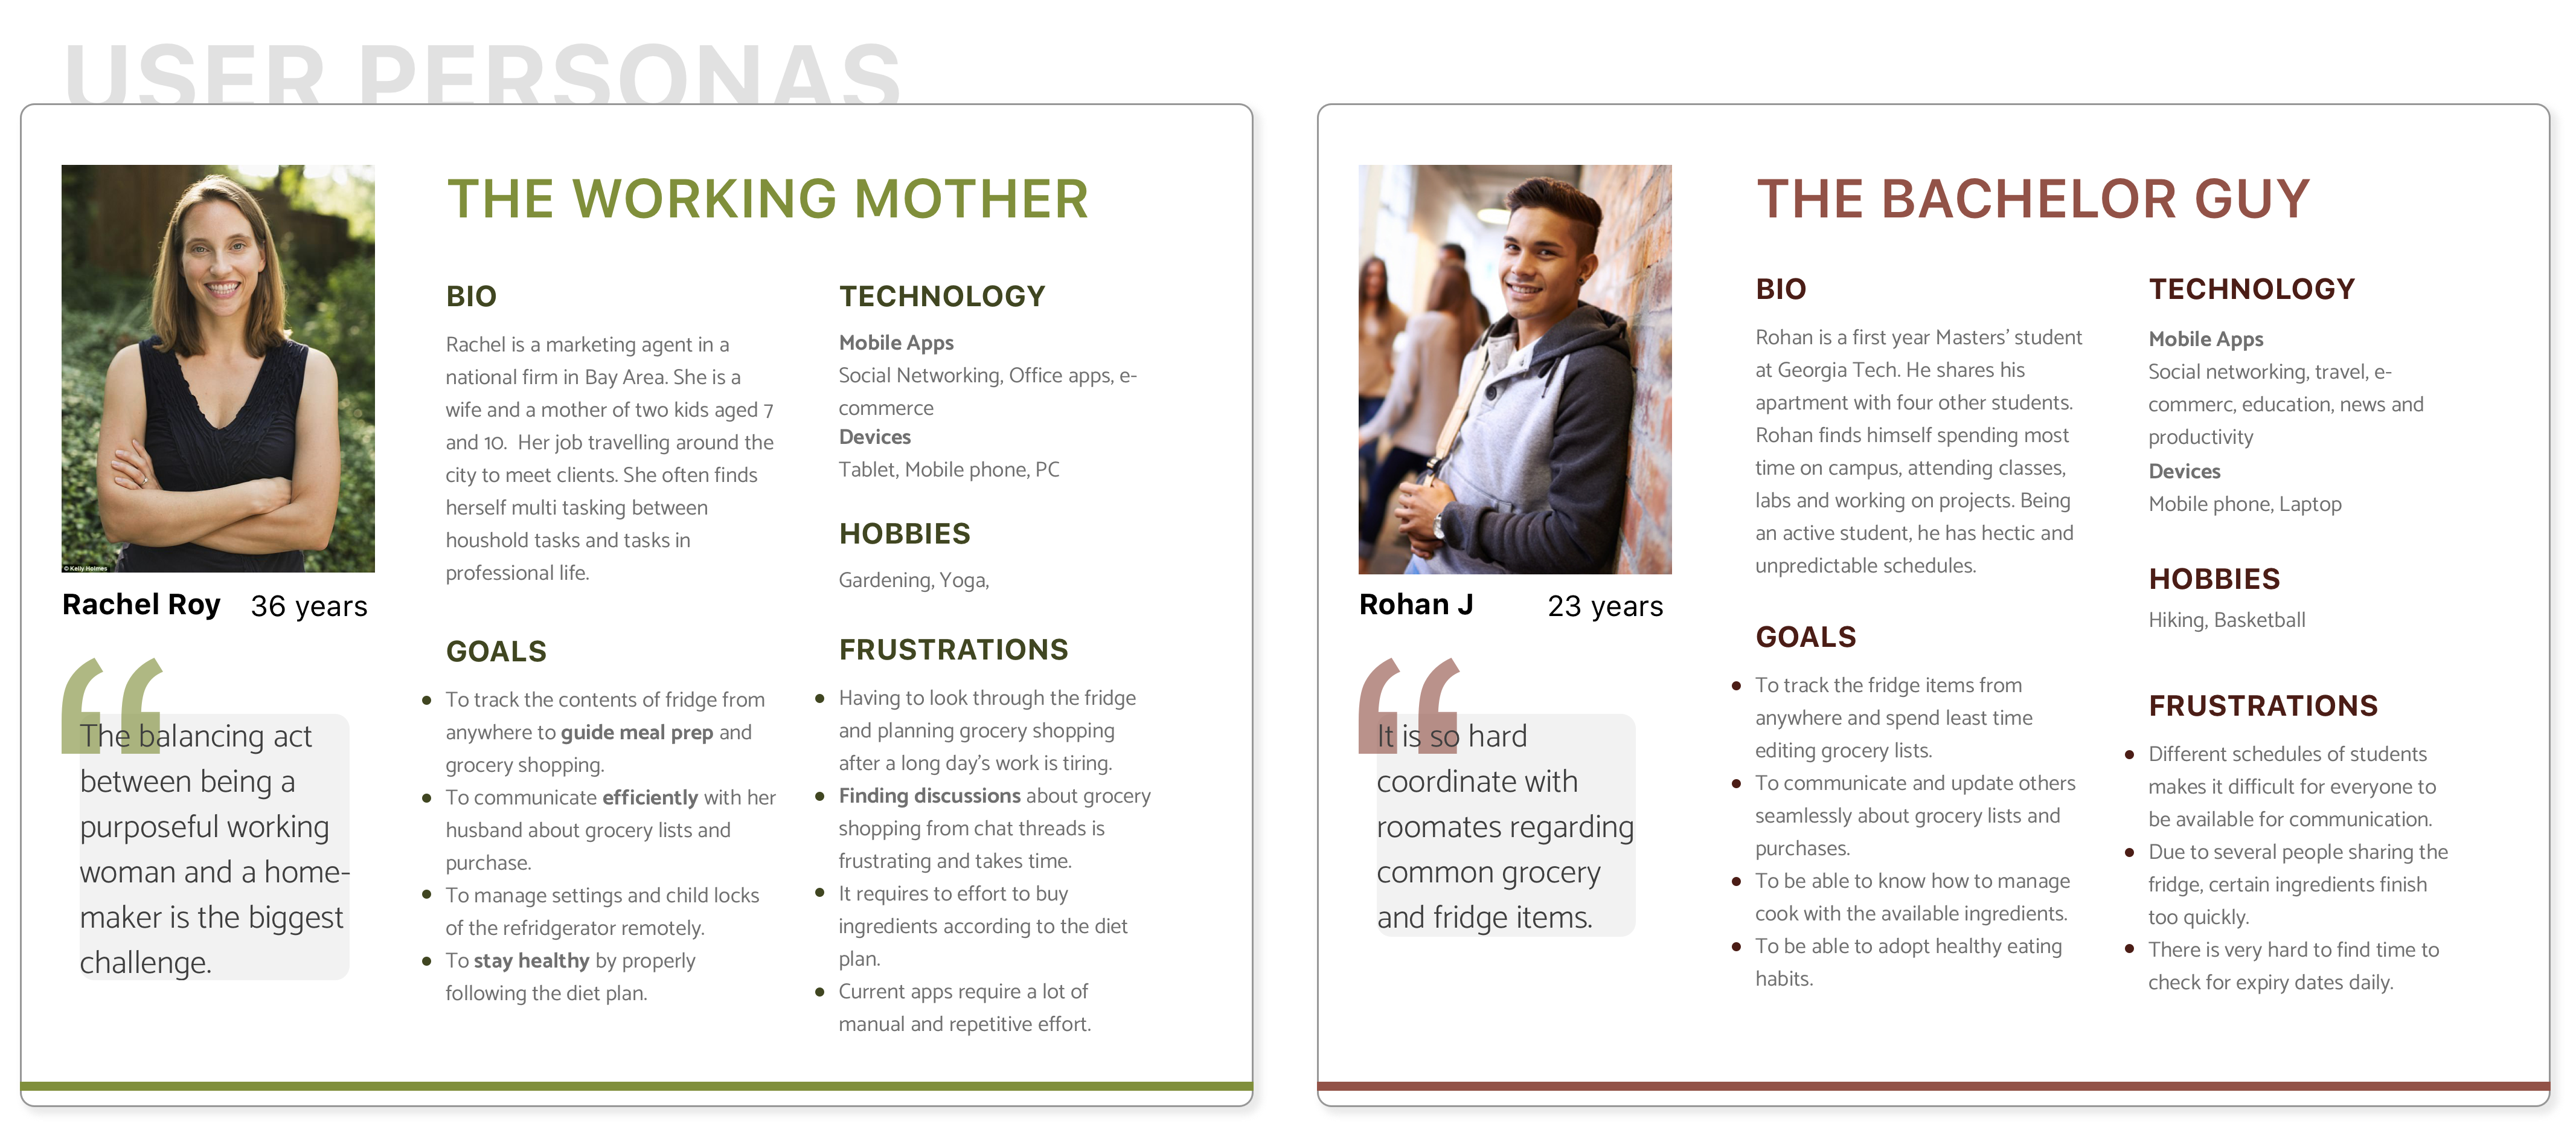 USER PERSONAS
THE WORKING MOTHER
© Kelly Holmes
Rachel Roy 36 years
The balancing act
between being a
purposeful working
woman and a home-
maker is the biggest
challenge.
BIO
Rachel is a marketing agent in a
national firm in Bay Area. She is a
wife and a mother of two kids aged 7
and 10. Her job travelling around the
city to meet clients. She often finds
herself multi tasking between
houshold tasks and tasks in
professional life.
GOALS
To track the contents of fridge from
anywhere to guide meal prep and
grocery shopping.
To communicate efficiently with her
husband about grocery lists and
purchase.
To manage settings and child locks
of the refridgerator remotely.
To stay healthy by properly
following the diet plan.
TECHNOLOGY
Mobile Apps
Social Networking, Office apps, e-
commerce
Devices
Tablet, Mobile phone, PC
HOBBIES
Gardening, Yoga,
FRUSTRATIONS
Having to look through the fridge
and planning grocery shopping
after a long day's work is tiring.
Finding discussions about grocery
shopping from chat threads is
frustrating and takes time.
It requires to effort to buy
ingredients according to the diet
plan.
Current apps require a lot of
manual and repetitive effort.
THE BACHELOR GUY
Rohan J 23 years
It is so hard
coordinate with
roomates regarding
common grocery
and fridge items.
BIO
Rohan is a first year Masters' student
at Georgia Tech. He shares his
apartment with four other students.
Rohan finds himself spending most
time on campus, attending classes,
labs and working on projects. Being
an active student, he has hectic and
unpredictable schedules.
GOALS
To track the fridge items from
anywhere and spend least time
editing grocery lists.
To communicate and update others
seamlessly about grocery lists and
purchases.
To be able to know how to manage
cook with the available ingredients.
To be able to adopt healthy eating
habits.
TECHNOLOGY
Mobile Apps
Social networking, travel, e-
commerc, education, news and
productivity
Devices
Mobile phone, Laptop
HOBBIES
Hiking, Basketball
FRUSTRATIONS
Different schedules of students
makes it difficult for everyone to
be available for communication.
Due to several people sharing the
fridge, certain ingredients finish
too quickly.
There is very hard to find time to
check for expiry dates daily.